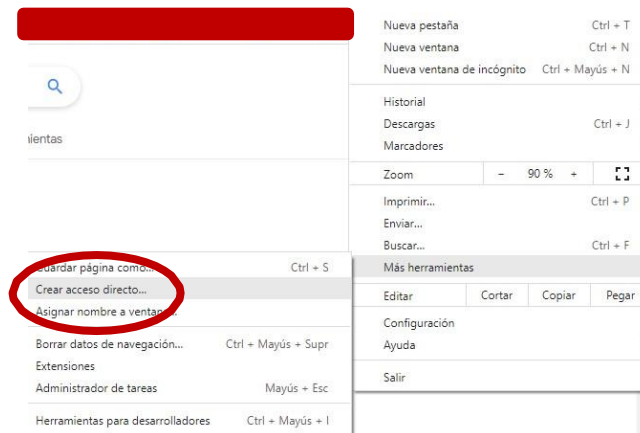 Nueva pestaña Ctrl + T
Nueva ventana Ctrl + N
Nueva ventana de incógnito Ctrl + Mayús + N
Historial
Descargas Ctrl + J
Marcadores
Zoom - 90 % +
Imprimir... Ctrl + P
Enviar...
Buscar... Ctrl + F
Más herramientas
Editar Cortar Copiar Pegar
Configuración
Ayuda
Salir
ientas
Guardar página como... Ctrl + S
Crear acceso directo...
Asignar nombre a ventana...
Borrar datos de navegación... Ctrl + Mayús + Supr
Extensiones
Administrador de tareas Mayús + Esc
Herramientas para desarrolladores Ctrl + Mayús + I